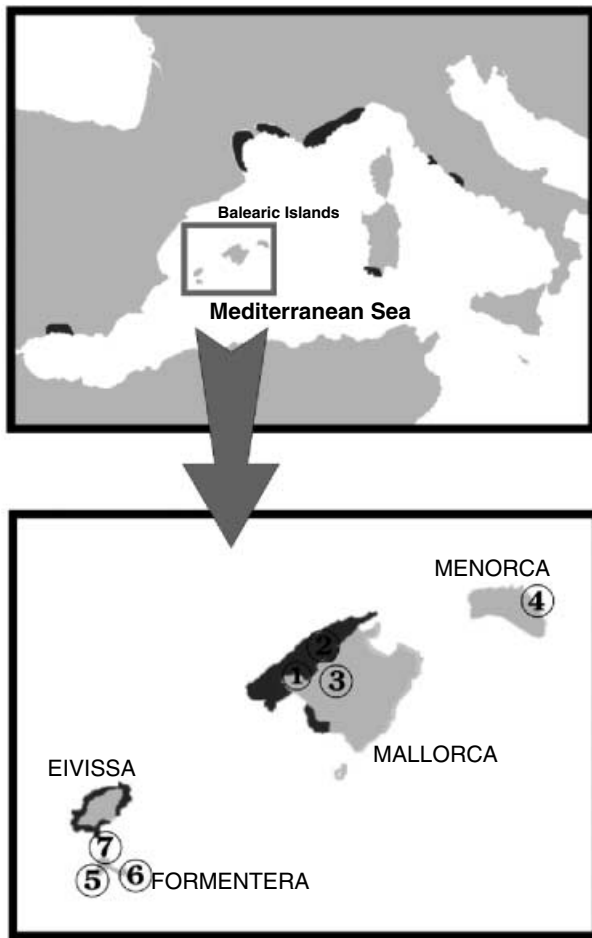 Balearic Islands
Mediterranean Sea
MENORCA
4
2
1 3
MALLORCA
EIVISSA
7
5 6 FORMENTERA